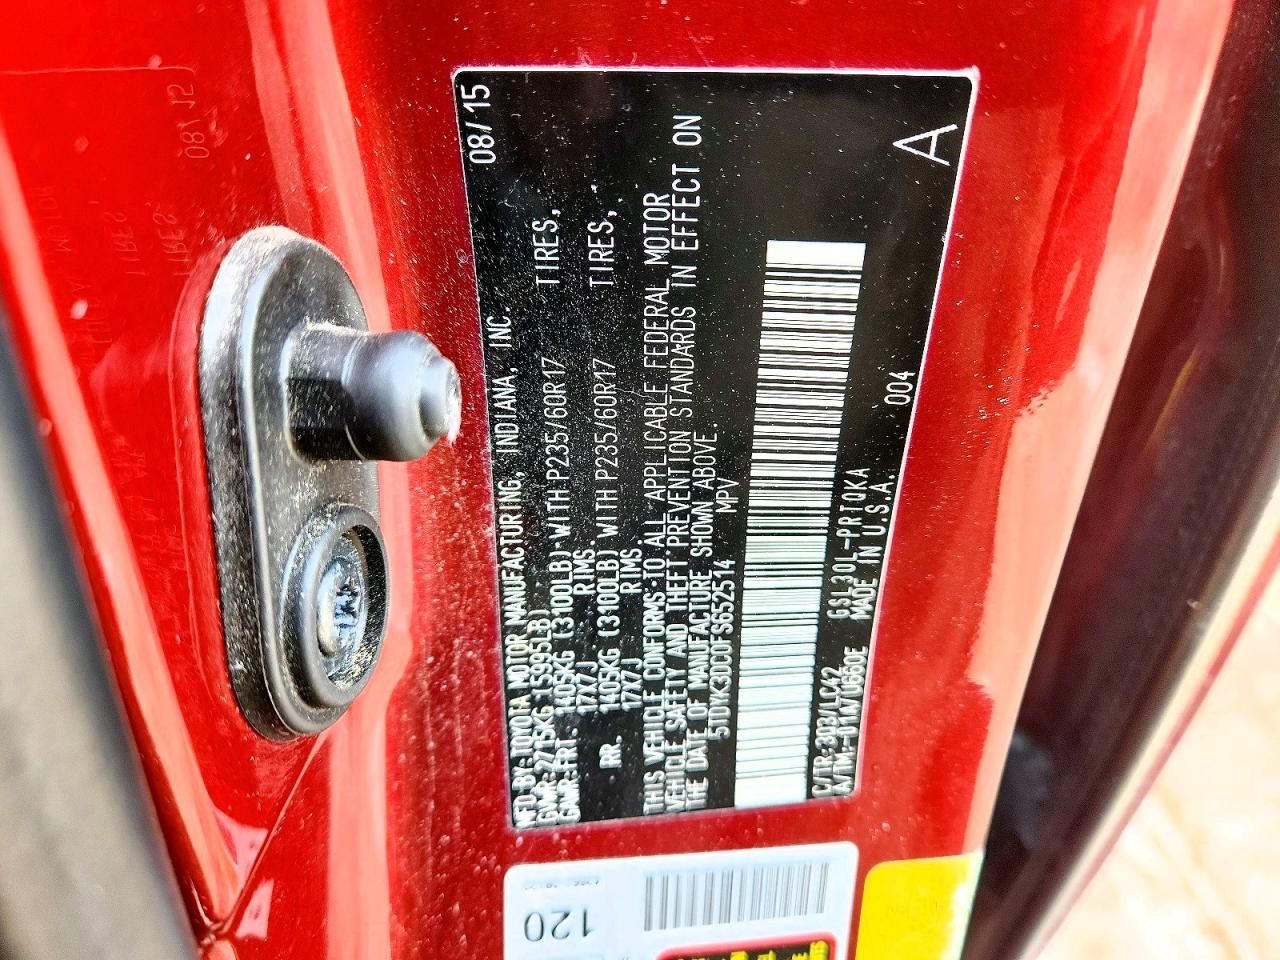 MFD.BY:TOYOTA MOTOR MANUFACTURING, INDIANA, INC. 08/15
GVWR:2715KG (5995LB)
GAWR:FRT. 1405KG (3100LB) WITH P235/60R17 TIRES,
17X7J RIMS
RR. 1405KG (3100LB) WITH P235/60R17 TIRES,
17X7J RIMS
THIS VEHICLE CONFORMS TO ALL APPLICABLE FEDERAL MOTOR
VEHICLE SAFETY AND THEFT PREVENTION STANDARDS IN EFFECT ON
THE DATE OF MANUFACTURE SHOWN ABOVE.
5TDYK3DC0FS652514 MPV
C/TR:3Q3/LC42 GSL30L-PRTQKA 004
A/TM:-01A/U660E MADE IN U.S.A.
A
120